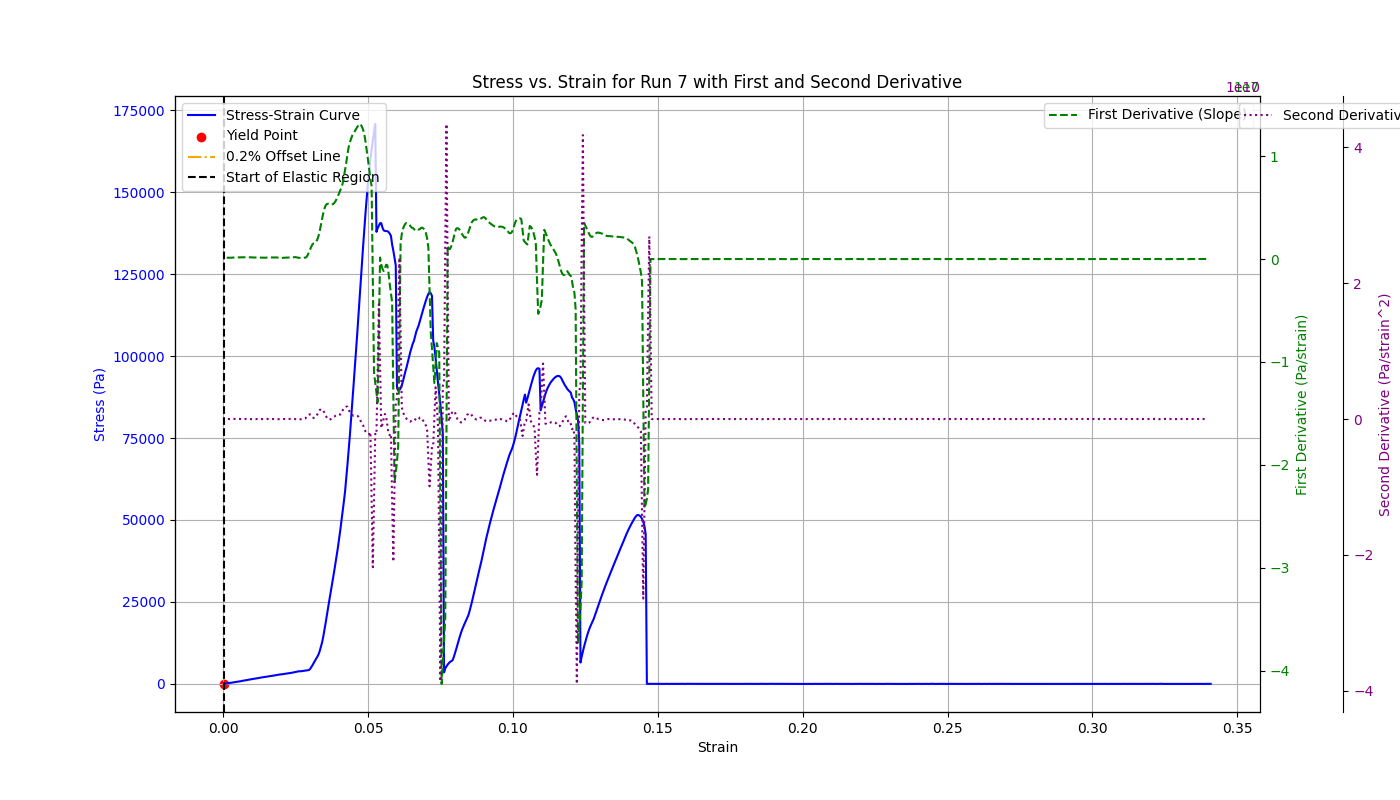 Stress vs. Strain for Run 7 with First and Second Derivative
Stress-Strain Curve
Yield Point
0.2% Offset Line
Start of Elastic Region
First Derivative (Slope)
Second Derivativ
175000
150000
125000
100000
75000
50000
25000
0
Stress (Pa)
0.00
0.05
0.10
0.15
0.20
0.25
0.30
0.35
Strain
1
0
−1
−2
−3
−4
First Derivative (Pa/strain)
4
2
0
−2
−4
Second Derivative (Pa/strain^2)